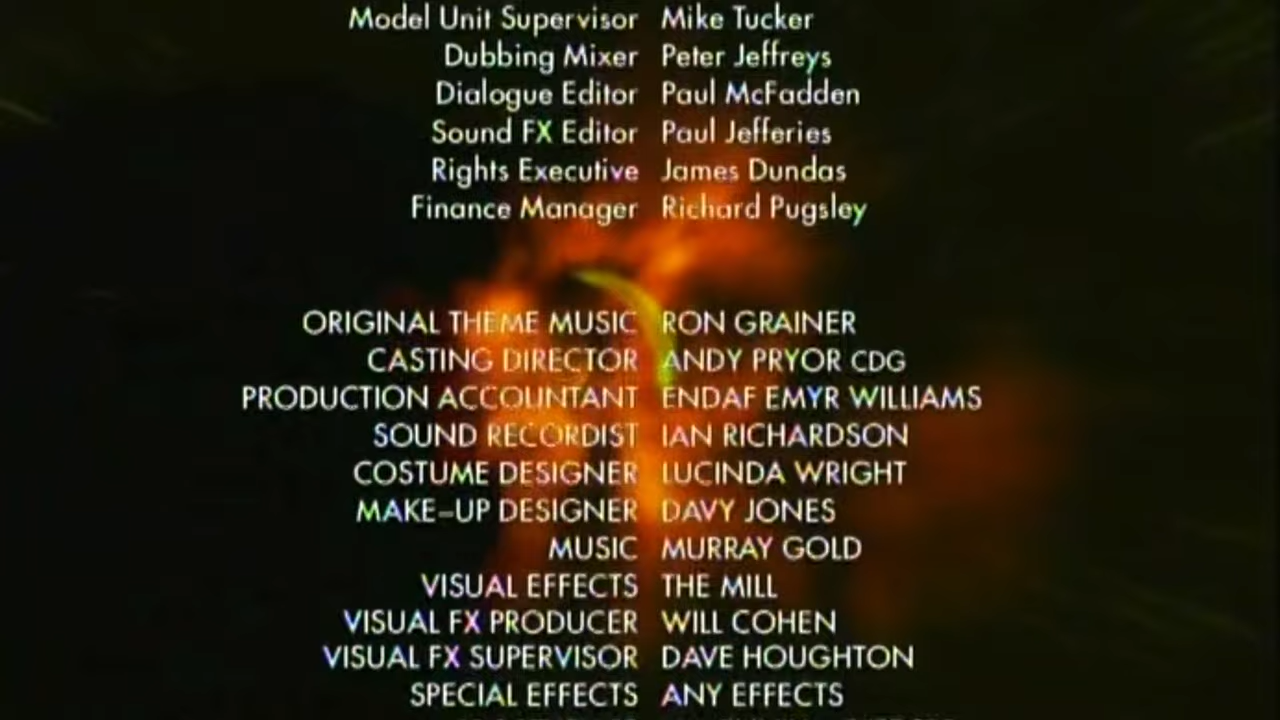 Model Unit Supervisor Mike Tucker
Dubbing Mixer Peter Jeffreys
Dialogue Editor Paul McFadden
Sound FX Editor Paul Jefferies
Rights Executive James Dundas
Finance Manager Richard Pugsley
ORIGINAL THEME MUSIC RON GRAINER
CASTING DIRECTOR ANDY PRYOR CDG
PRODUCTION ACCOUNTANT ENDAF EMYR WILLIAMS
SOUND RECORDIST IAN RICHARDSON
COSTUME DESIGNER LUCINDA WRIGHT
MAKE–UP DESIGNER DAVY JONES
MUSIC MURRAY GOLD
VISUAL EFFECTS THE MILL
VISUAL FX PRODUCER WILL COHEN
VISUAL FX SUPERVISOR DAVE HOUGHTON
SPECIAL EFFECTS ANY EFFECTS